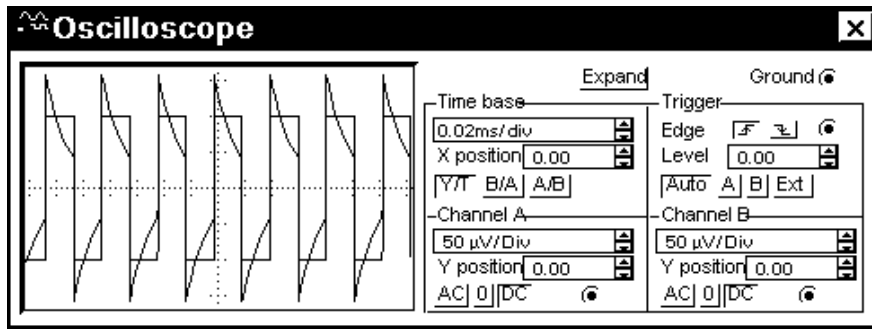 Oscilloscope
Expand Ground
Time base Trigger
0.02ms/div Edge
X position 0.00 Level 0.00
Y/T B/A A/B Auto A B Ext
Channel A Channel B
50 μV/Div 50 μV/Div
Y position 0.00 Y position 0.00
AC 0 DC AC 0 DC